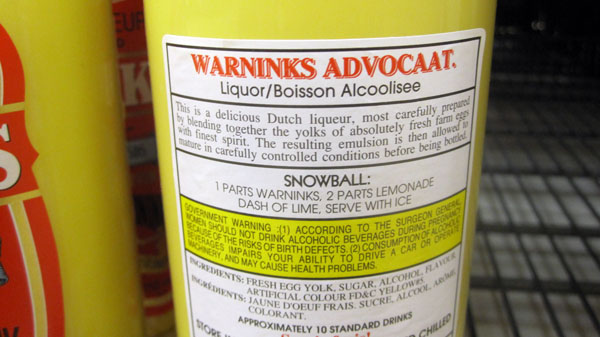 WARNINKS ADVOCAAT.
Liquor/Boisson Alcoolisee
This is a delicious Dutch liqueur, most carefully prepared
by blending together the yolks of absolutely fresh farm eggs
with finest spirit. The resulting emulsion is then allowed to
mature in carefully controlled conditions before being bottled.
SNOWBALL:
1 PARTS WARNINKS, 2 PARTS LEMONADE
DASH OF LIME, SERVE WITH ICE
GOVERNMENT WARNING :(1) ACCORDING TO THE SURGEON GENERAL,
WOMEN SHOULD NOT DRINK ALCOHOLIC BEVERAGES DURING PREGNANCY
BECAUSE OF THE RISKS OF BIRTH DEFECTS. (2) CONSUMPTION OF ALCOHOLIC
BEVERAGES IMPAIRS YOUR ABILITY TO DRIVE A CAR OR OPERATE
MACHINERY, AND MAY CAUSE HEALTH PROBLEMS.
INGREDIENTS: FRESH EGG YOLK, SUGAR, ALCOHOL, FLAVOUR,
ARTIFICIAL COLOUR FD&C YELLOW#5.
INGREDIENTS: JAUNE D'OEUF FRAIS. SUCRE, ALCOOL, AROME,
COLORANT.
APPROXIMATELY 10 STANDARD DRINKS
STORE CHILLED